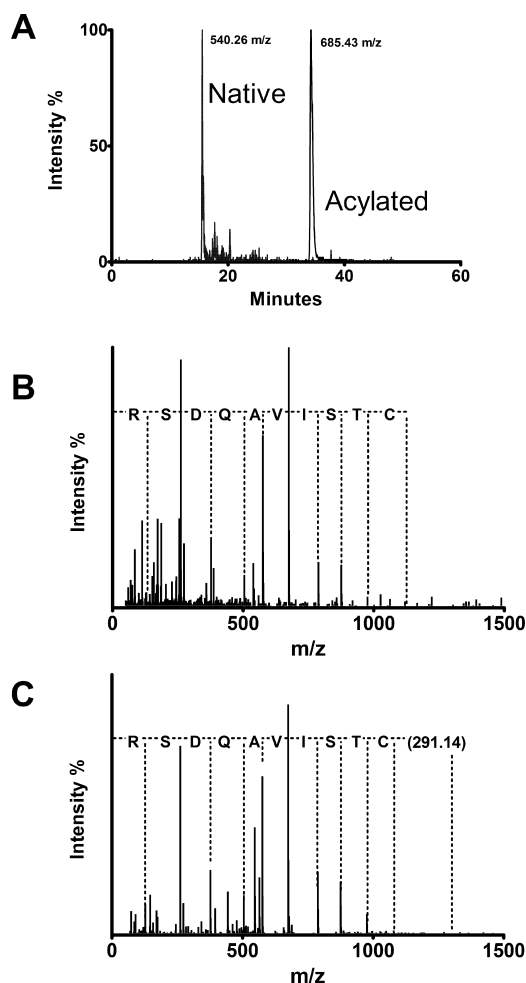 A
100
540.26 m/z
685.43 m/z
Native
Intensity %
50
Acylated
0
0 20 40 60
Minutes
B
R S D Q A V I S T C
Intensity %
0 500 1000 1500
m/z
C
R S D Q A V I S T C (291.14)
Intensity %
0 500 1000 1500
m/z